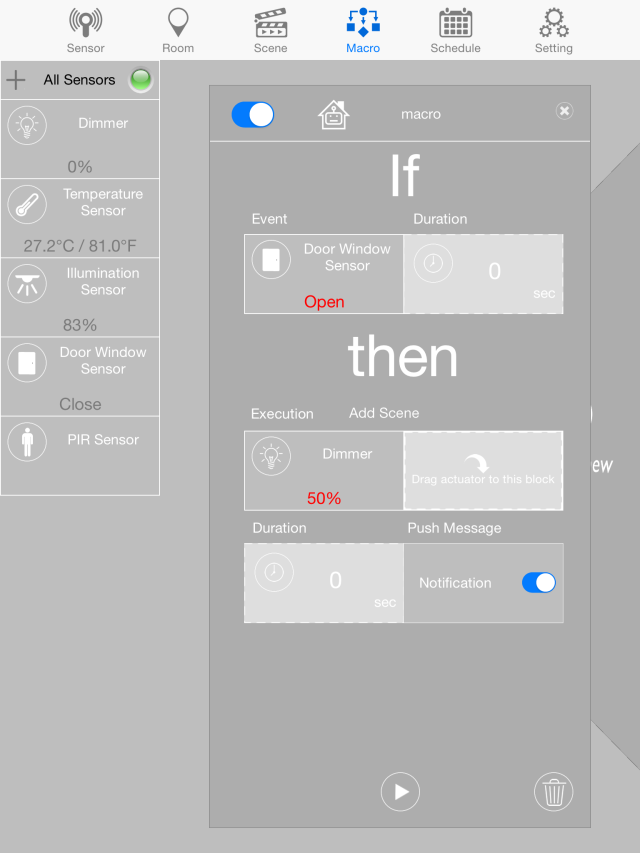 Sensor
Room
Scene
Macro
Schedule
Setting
All Sensors
Dimmer
0%
Temperature
Sensor
27.2°C / 81.0°F
Illumination
Sensor
83%
Door Window
Sensor
Close
PIR Sensor
macro
If
Event
Duration
Door Window
Sensor
Open
0
sec
then
Execution
Add Scene
Dimmer
50%
Drag actuator to this block
Duration
Push Message
0
sec
Notification
ew